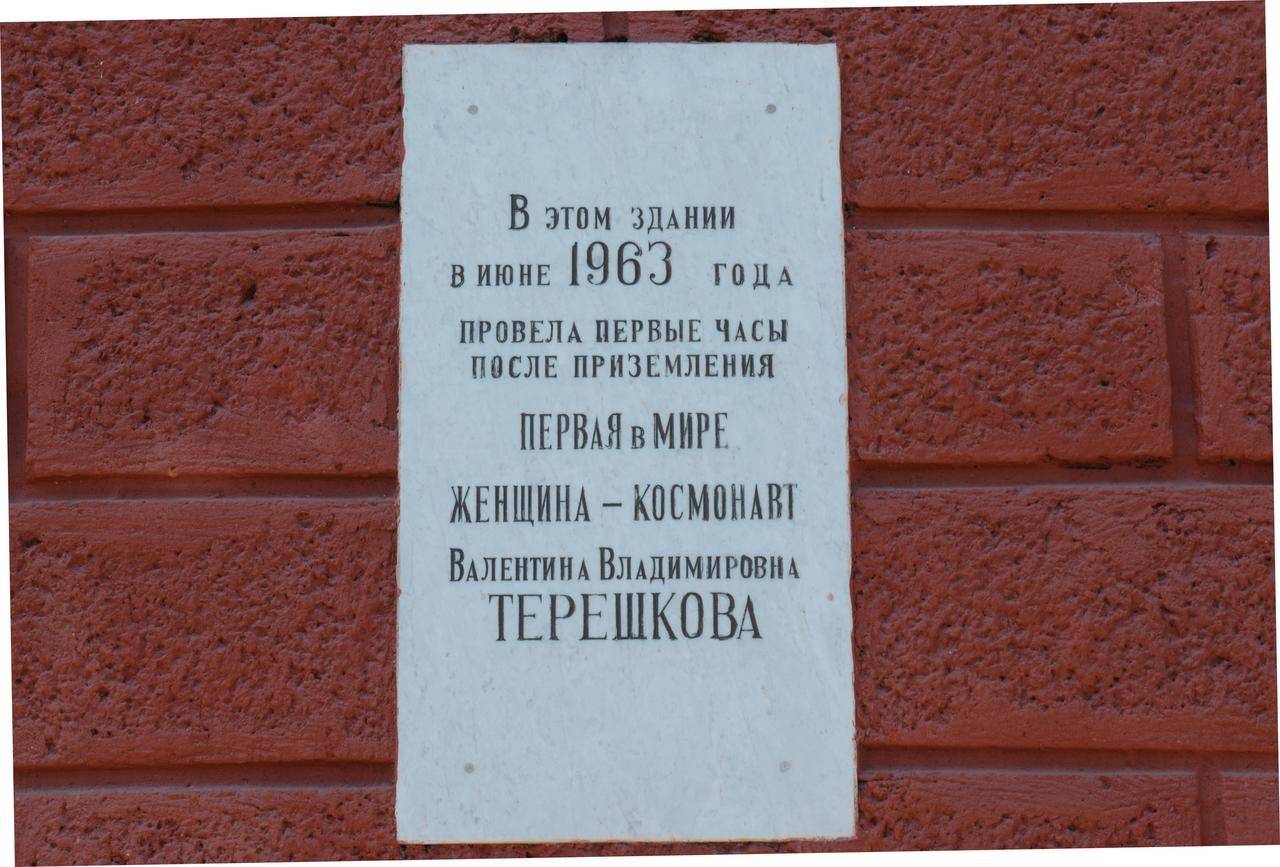 В этом здании
в июне 1963 года
провела первые часы
после приземления
ПЕРВАЯ в МИРЕ
ЖЕНЩИНА – КОСМОНАВТ
Валентина Владимировна
ТЕРЕШКОВА